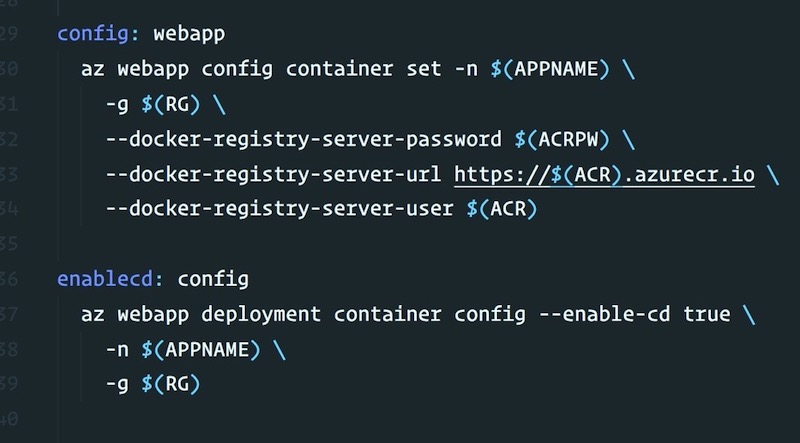 28
29 config: webapp
30 az webapp config container set -n $(APPNAME) \
31 -g $(RG) \
32 --docker-registry-server-password $(ACRPW) \
33 --docker-registry-server-url https://$(ACR).azurecr.io \
34 --docker-registry-server-user $(ACR)
35
36 enablecd: config
37 az webapp deployment container config --enable-cd true \
38 -n $(APPNAME) \
39 -g $(RG)
40